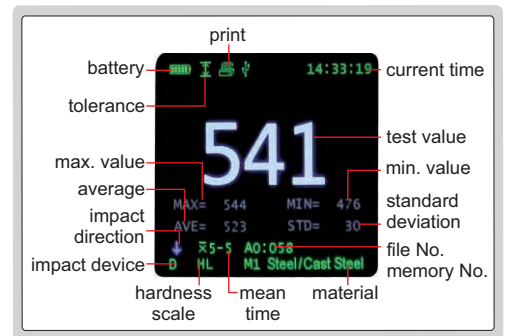 print
battery
14:33:19
current time
tolerance
541
test value
max. value
min. value
MAX= 544 MIN= 476
average
standard
deviation
AVE= 523 STD= 30
impact
direction
x̄5-5 A0:058
file No.
memory No.
impact device
D HL M1 Steel/Cast Steel
hardness
scale
mean
time
material